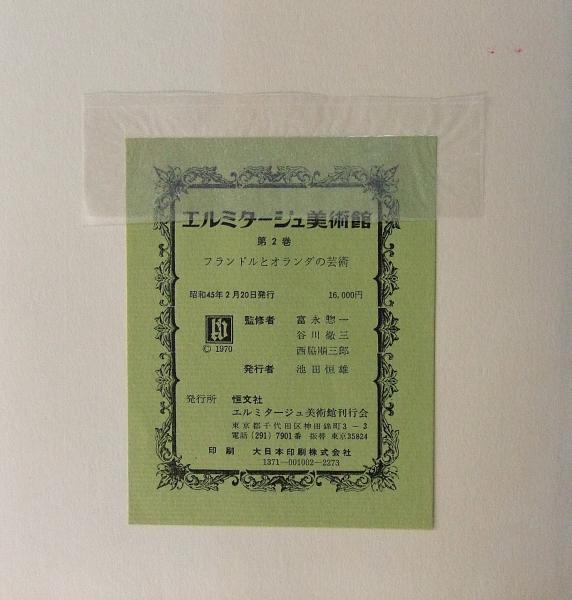 エルミタージュ美術館
第2巻
フランドルとオランダの芸術
昭和45年2月20日発行 16,000円
監修者 富永惣一
谷川徹三
© 1970 西脇順三郎
発行者 池田恒雄
発行所 恒文社
エルミタージュ美術館刊行会
東京都千代田区神田錦町3-3
電話(291)7901番 振替 東京35824
印刷 大日本印刷株式会社
1371—001002—2273